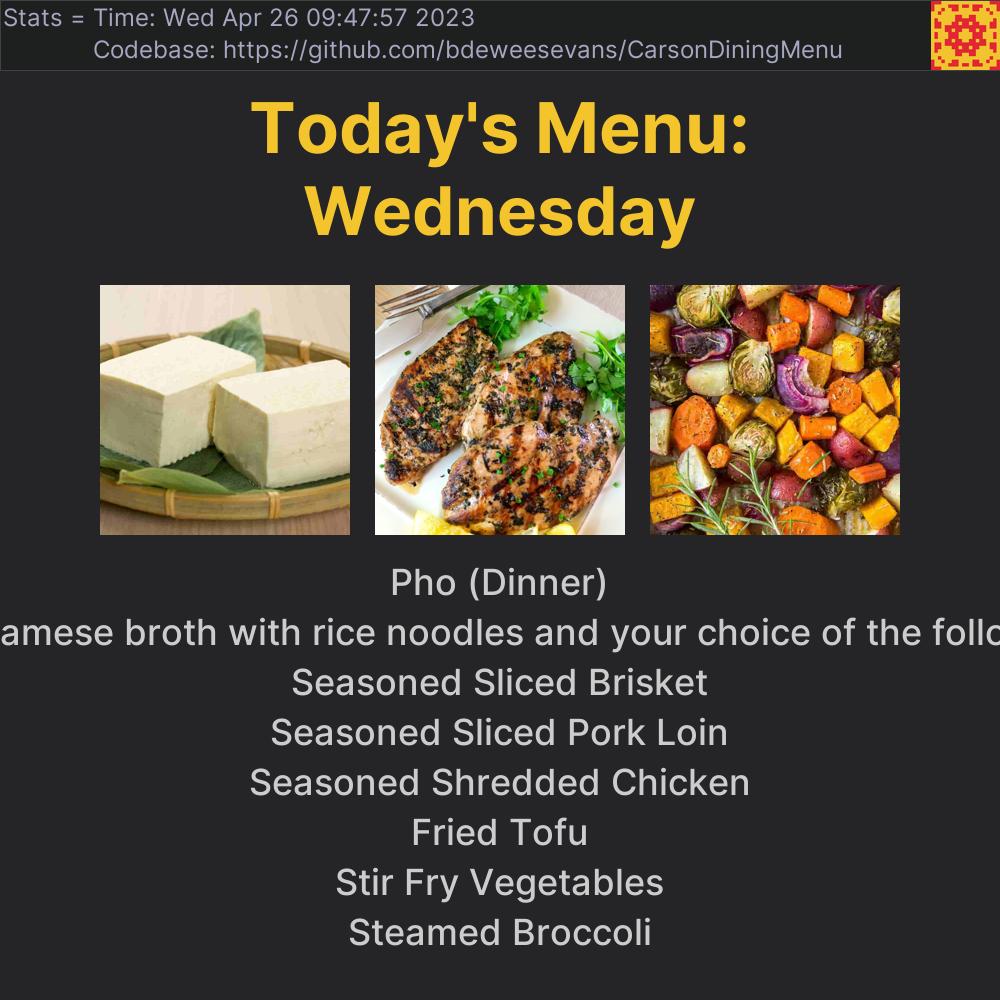 Stats = Time: Wed Apr 26 09:47:57 2023
Codebase: https://github.com/bdeweesevans/CarsonDiningMenu
Today's Menu:
Wednesday
Pho (Dinner)
amese broth with rice noodles and your choice of the follo
Seasoned Sliced Brisket
Seasoned Sliced Pork Loin
Seasoned Shredded Chicken
Fried Tofu
Stir Fry Vegetables
Steamed Broccoli